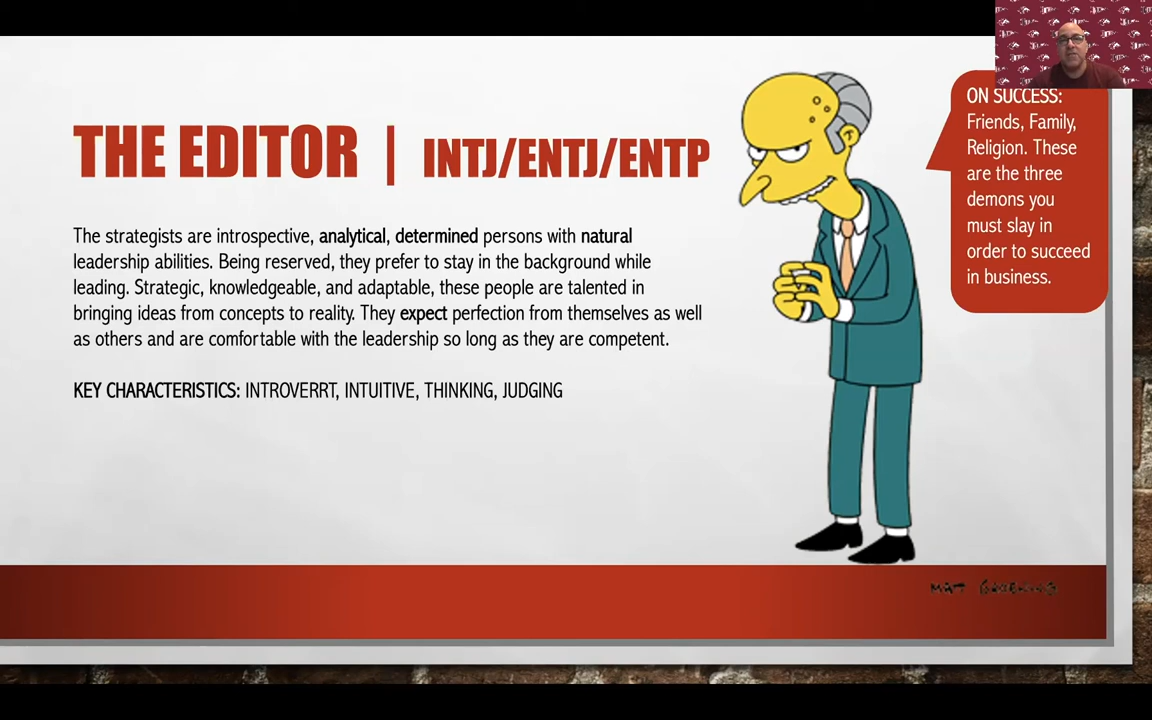 THE EDITOR | INTJ/ENTJ/ENTP
The strategists are introspective, analytical, determined persons with natural
leadership abilities. Being reserved, they prefer to stay in the background while
leading. Strategic, knowledgeable, and adaptable, these people are talented in
bringing ideas from concepts to reality. They expect perfection from themselves as well
as others and are comfortable with the leadership so long as they are competent.
KEY CHARACTERISTICS: INTROVERRT, INTUITIVE, THINKING, JUDGING
ON SUCCESS:
Friends, Family,
Religion. These
are the three
demons you
must slay in
order to succeed
in business.
MATT GROENING